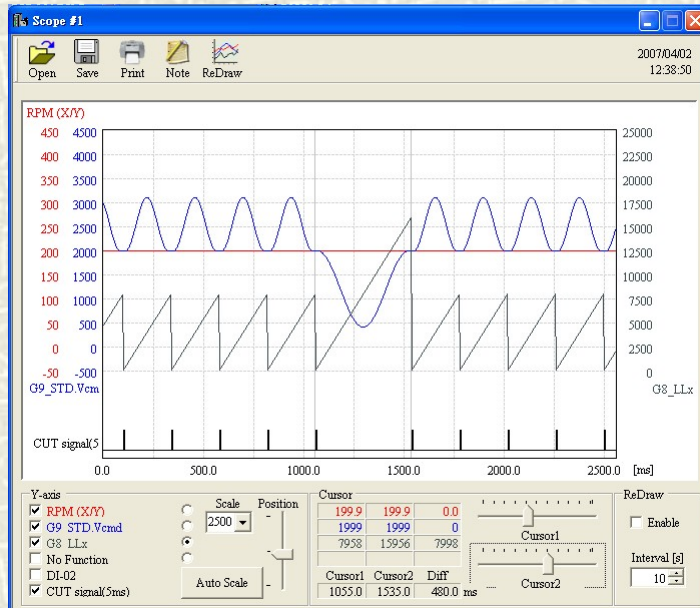 Scope #1
Open Save Print Note ReDraw
2007/04/02
12:38:50
RPM (X/Y)
450 4500 25000
400 4000 22500
350 3500 20000
300 3000 17500
250 2500 15000
200 2000 12500
150 1500 10000
100 1000 7500
50 500 5000
0 0 2500
-50 -500 0
G9_STD.Vcm G8_LLx
CUT signal(5
0.0 500.0 1000.0 1500.0 2000.0 2500.0 [ms]
Y-axis
RPM (X/Y)
G9_STD.Vcmd
G8_LLx
No Function
DI-02
CUT signal(5ms)
Scale Position
2500
Auto Scale
Cursor
199.9 199.9 0.0
1999 1999 0
7958 15956 7998
Cursor1 Cursor2 Diff
1055.0 1535.0 480.0 ms
Cursor1
Cursor2
ReDraw
Enable
Interval [s]
10